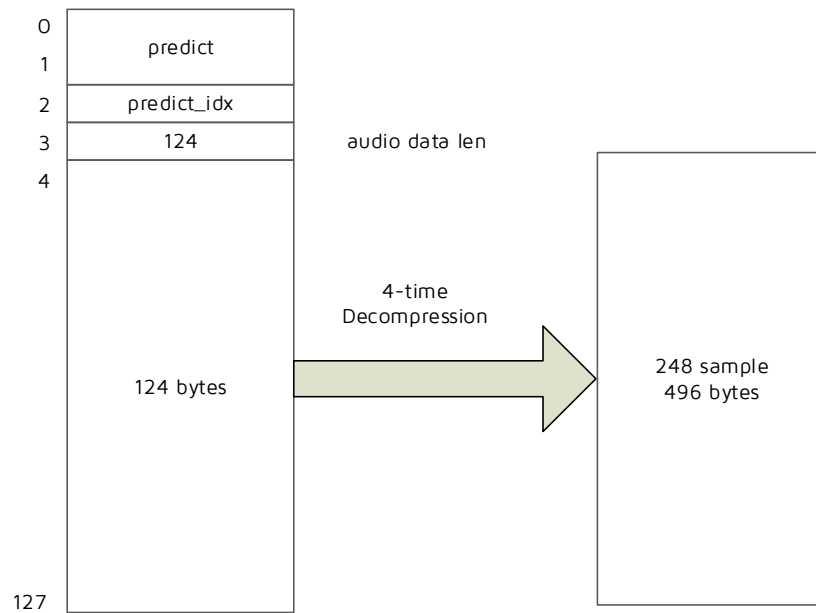 0
predict
1
2
predict_idx
3
124
audio data len
4
4-time
Decompression
124 bytes
248 sample
496 bytes
127